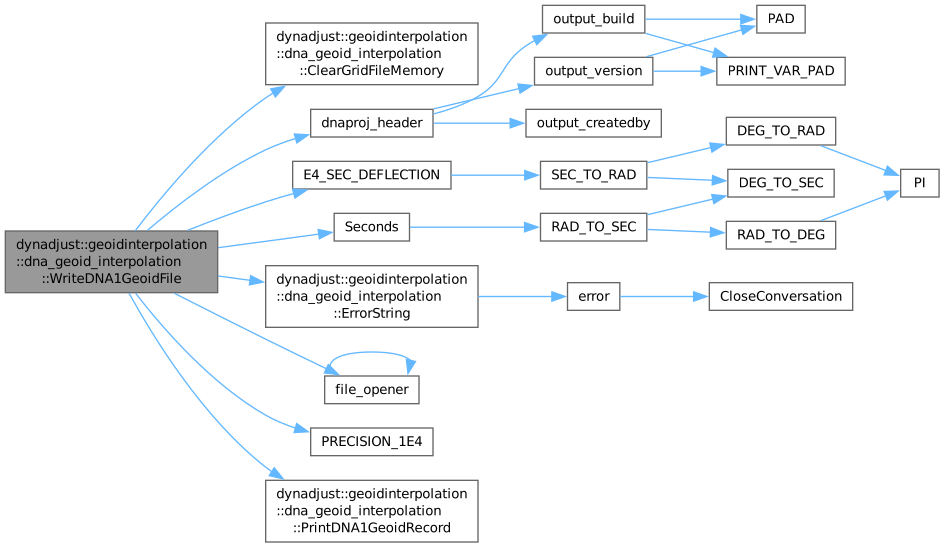 dynadjust::geoidinterpolation
::dna_geoid_interpolation
::WriteDNA1GeoidFile
dynadjust::geoidinterpolation
::dna_geoid_interpolation
::ClearGridFileMemory
dnaproj_header
output_build
output_version
output_createdby
PAD
PRINT_VAR_PAD
E4_SEC_DEFLECTION
SEC_TO_RAD
DEG_TO_RAD
DEG_TO_SEC
PI
Seconds
RAD_TO_SEC
RAD_TO_DEG
dynadjust::geoidinterpolation
::dna_geoid_interpolation
::ErrorString
error
CloseConversation
file_opener
PRECISION_1E4
dynadjust::geoidinterpolation
::dna_geoid_interpolation
::PrintDNA1GeoidRecord